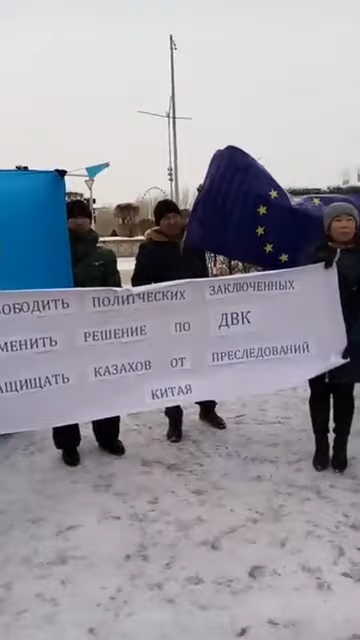 ОБОДИТЬ ПОЛИТИЧЕСКИХ ЗАКЛЮЧЕННЫХ
МЕНИТЬ РЕШЕНИЕ ПО ДВК
АЩИЩАТЬ КАЗАХОВ ОТ ПРЕСЛЕДОВАНИЙ
КИТАЯ